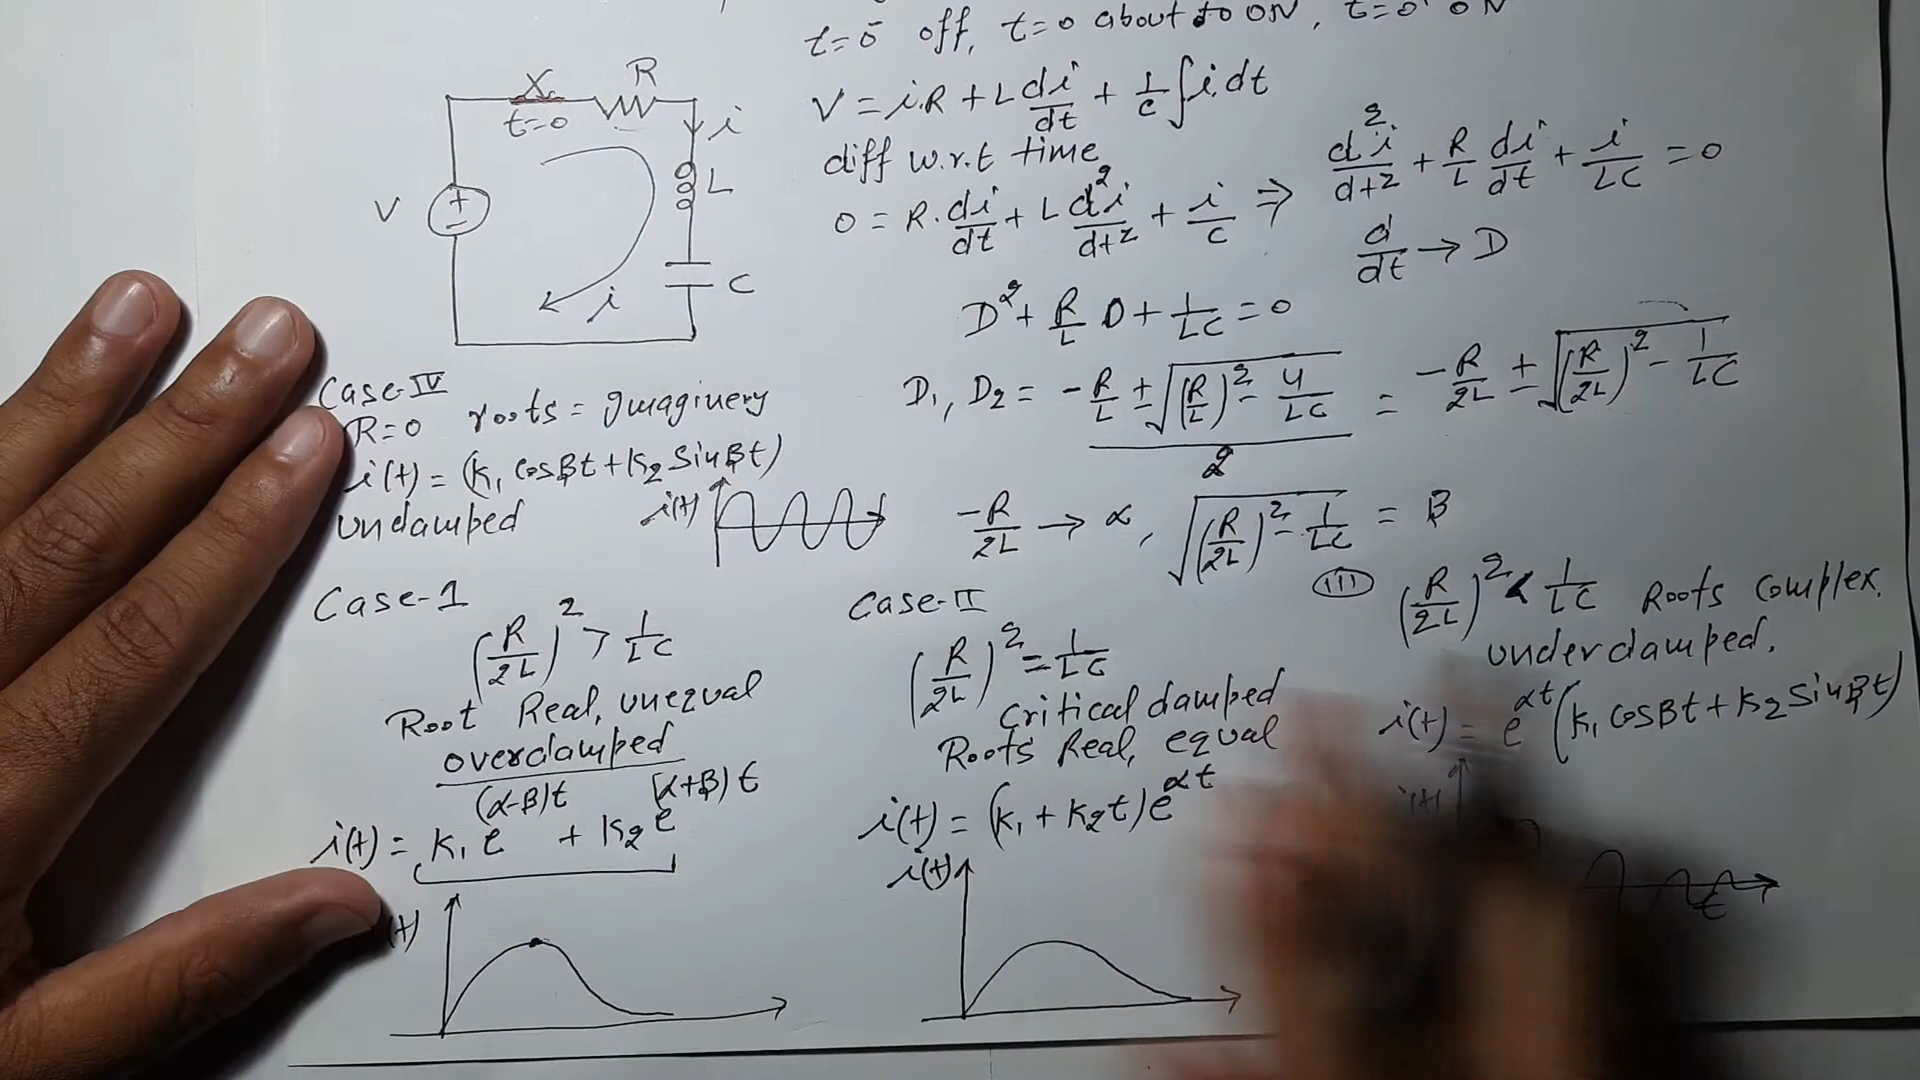 t=0⁻ off, t=0 about to ON, t=0⁺ ON
X
R
t=0
i
L
V
+
−
i
C
V = i.R + L di/dt + 1/C ∫i.dt
diff w.r.t time
0 = R. di/dt + L d²i/dt² + i/C ⇒ d²i/dt² + R/L di/dt + i/LC = 0
d/dt → D
D² + R/L D + 1/LC = 0
D₁, D₂ = (-R/L ± √((R/L)² - 4/LC))/2 = -R/2L ± √((R/2L)² - 1/LC)
-R/2L → α, √((R/2L)² - 1/LC) = β
Case-IV
R=0 roots = Imaginery
i(t) = (K₁ cosβt + K₂ sinβt)
undamped
i(t)
Case-1
(R/2L)² > 1/LC
Root Real, unequal
overdamped
i(t) = K₁ e^(α-β)t + K₂ e^(α+β)t
(t)
Case-II
(R/2L)² = 1/LC
Critical damped
Roots Real, equal
i(t) = (K₁ + K₂t) e^αt
i(t)
(III) (R/2L)² < 1/LC Roots complex.
underdamped.
i(t) = e^αt (K₁ cosβt + K₂ sinβt)
i(t)
t